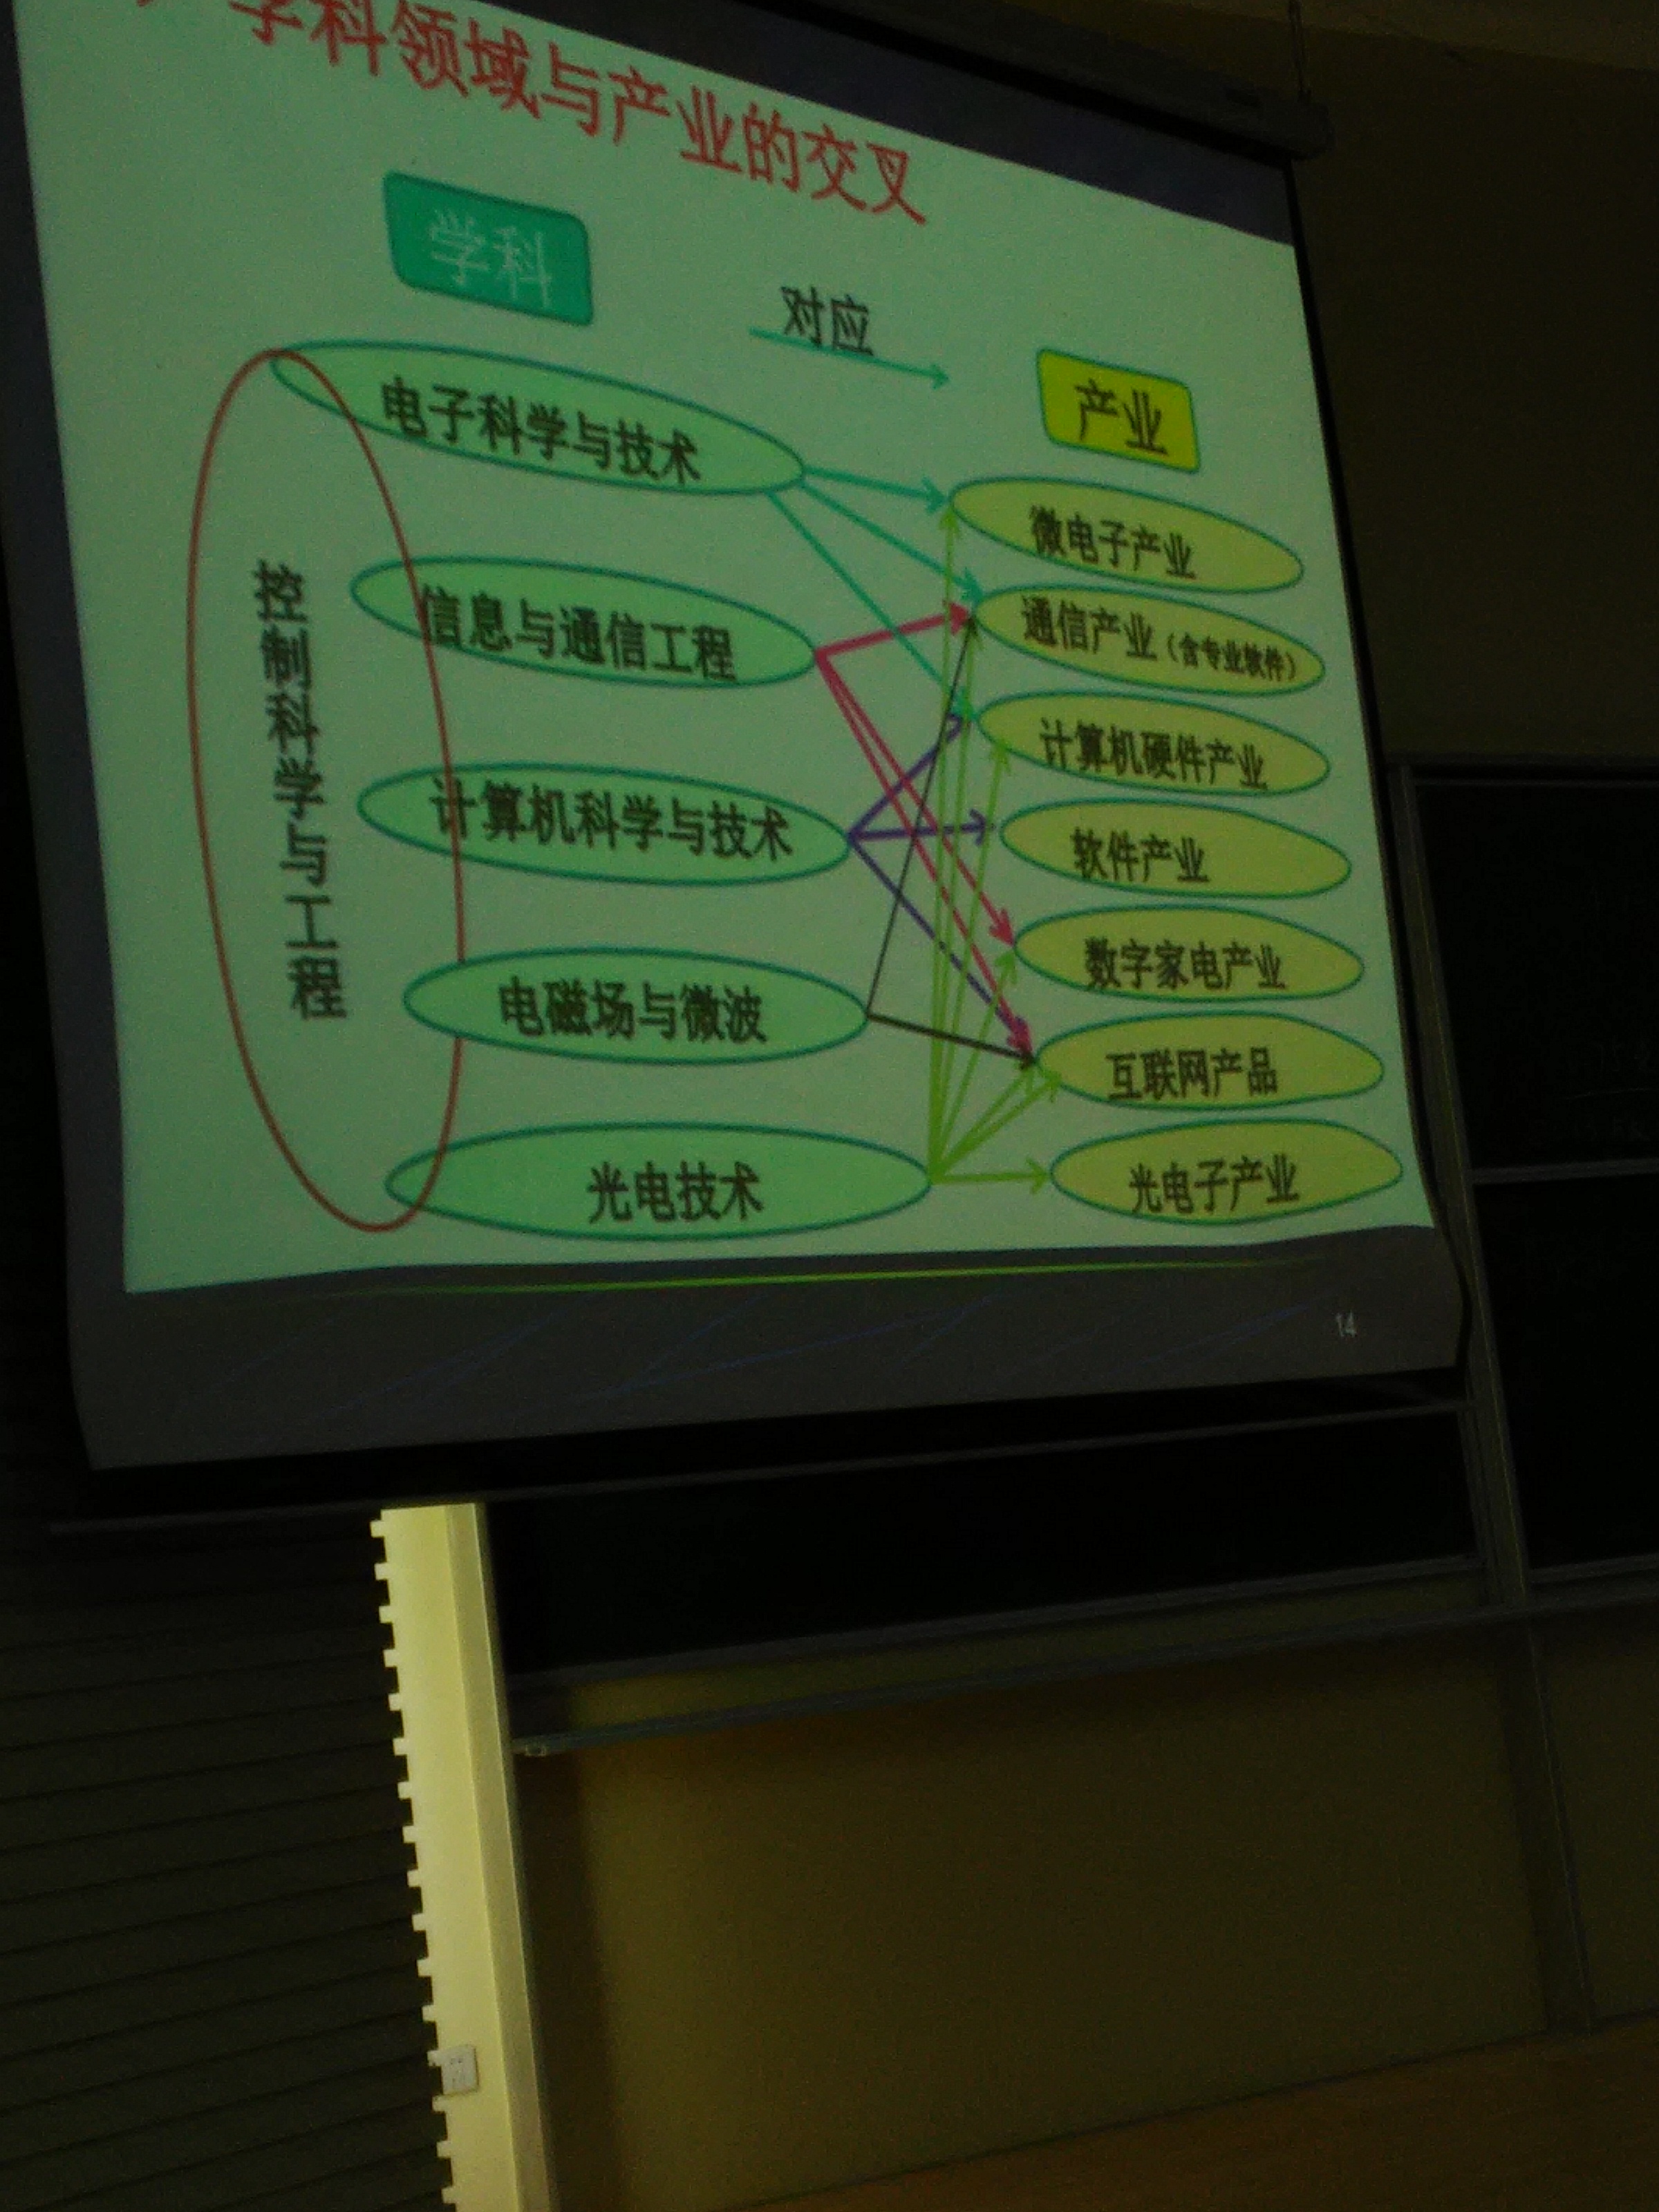 学科领域与产业的交叉
学科
对应
产业
控制科学与工程
电子科学与技术
信息与通信工程
计算机科学与技术
电磁场与微波
光电技术
微电子产业
通信产业（含专业软件）
计算机硬件产业
软件产业
数字家电产业
互联网产品
光电子产业
14